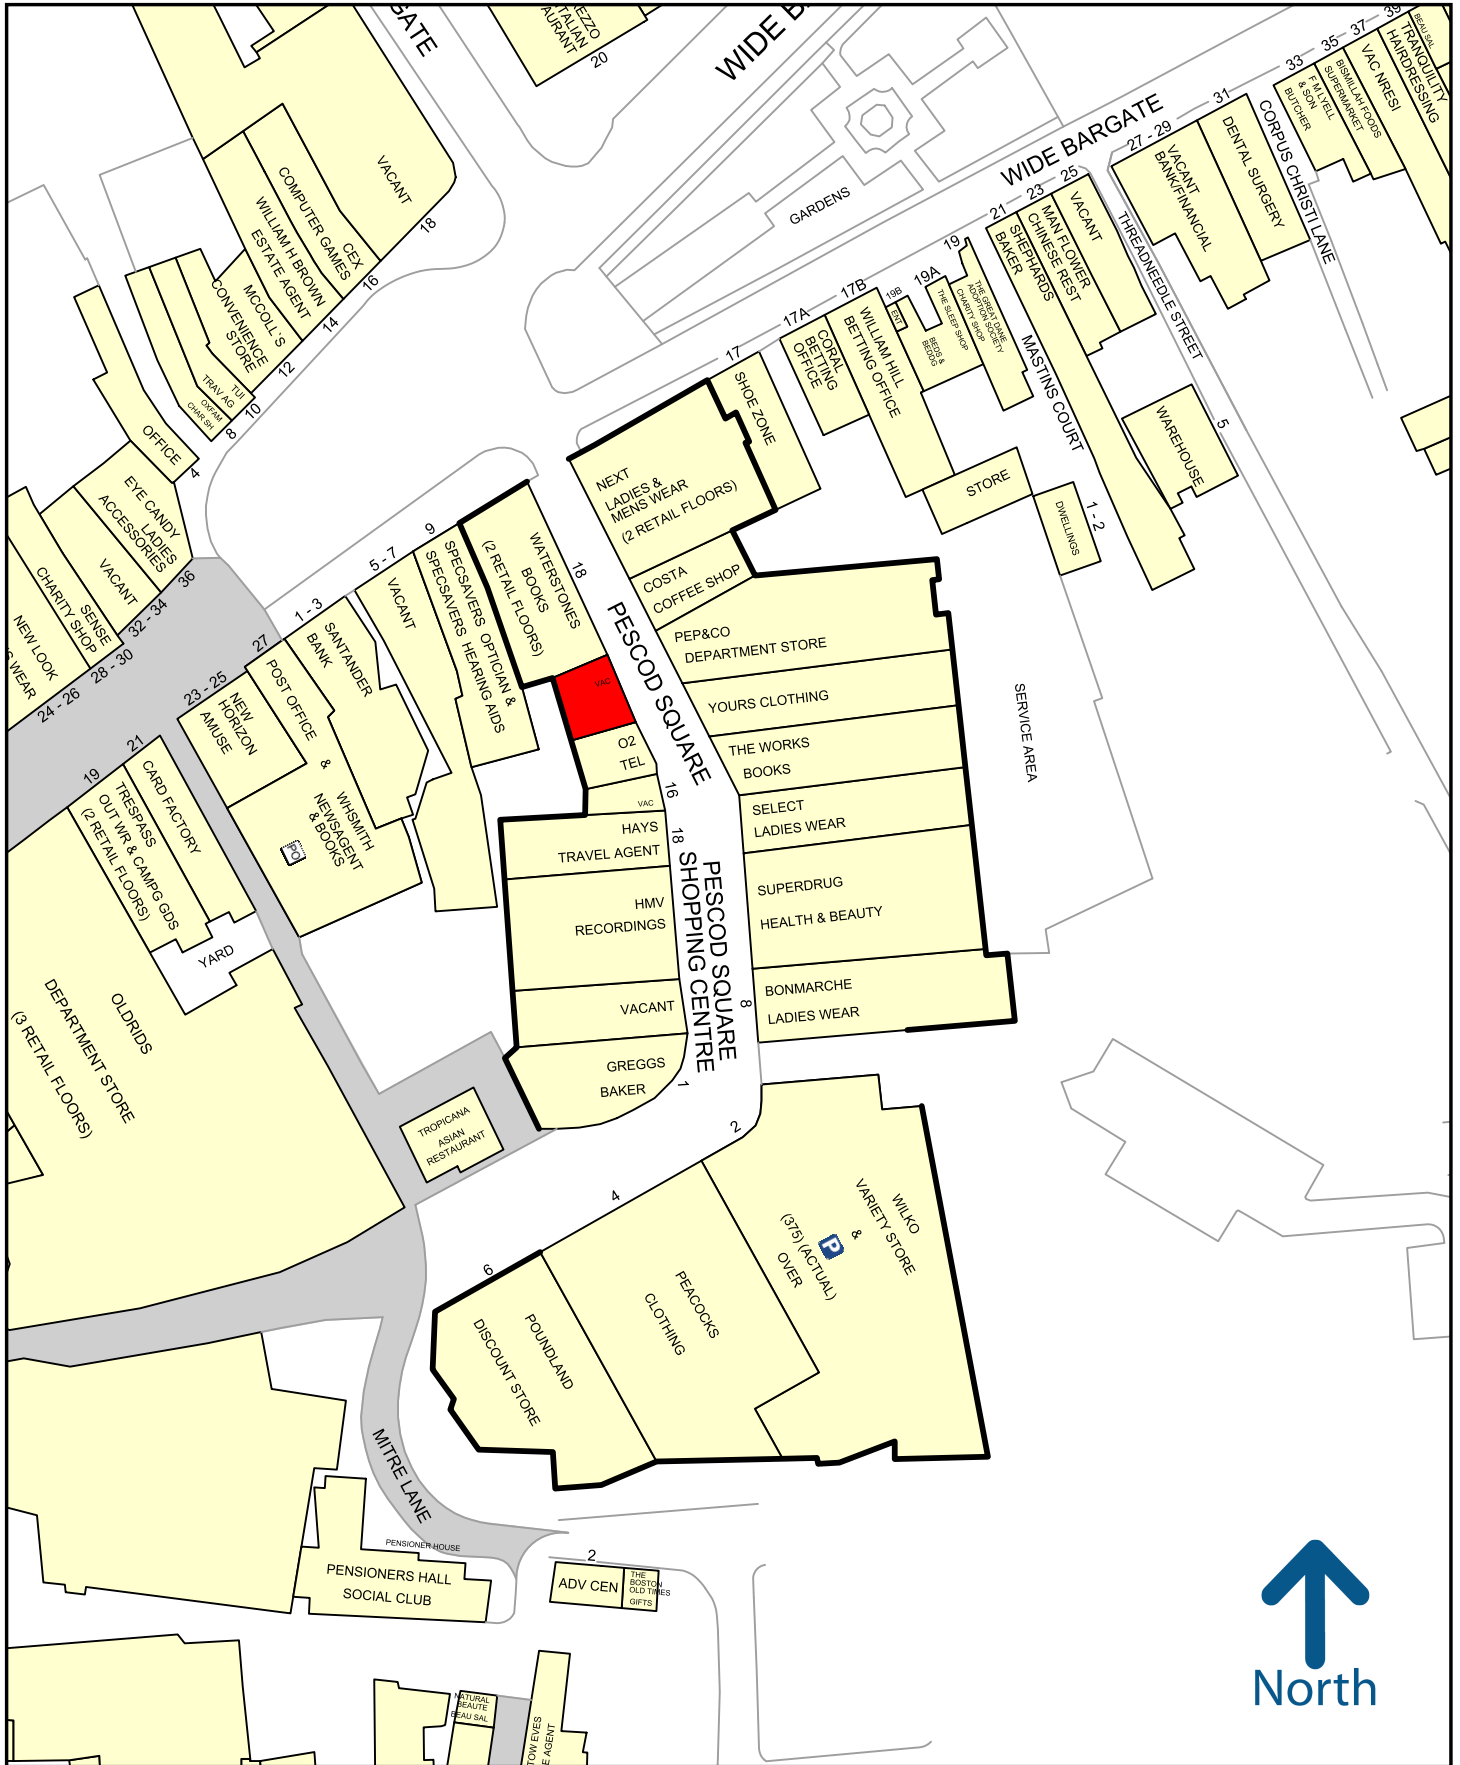 GATE
REZZO
ITALIAN
AURANT
20
WIDE B
WIDE BARGATE
GARDENS
39
37
35
33
31
27 - 29
25
23
21
19
19A
19B
17B
17A
17
BEAU SAL
TRANQUILITY
HAIRDRESSING
VAC NRESI
BISMILLAH FOODS
SUPERMARKET
F M LYELL
& SON
BUTCHER
CORPUS CHRISTI LANE
DENTAL SURGERY
VACANT
BANK/FINANCIAL
THREADNEEDLE STREET
VACANT
MAN FLOWER
CHINESE REST
SHEPHARDS
BAKER
MASTINS COURT
THE GREAT DANE
ADOPTION SOCIETY
CHARITY SHOP
THE SLEEP SHOP
BEDS &
BEDDG
ENT
WILLIAM HILL
BETTING OFFICE
CORAL
BETTING
OFFICE
SHOE ZONE
WAREHOUSE
5
STORE
DWELLINGS
1 - 2
VACANT
18
CEX
COMPUTER GAMES
16
WILLIAM H BROWN
ESTATE AGENT
14
MCCOLL'S
CONVENIENCE
STORE
12
TUI
TRAV AG
10
OXFAM
CHAR SH
8
OFFICE
4
EYE CANDY
LADIES
ACCESSORIES
36
VACANT
32 - 34
SENSE
CHARITY SHOP
28 - 30
NEW LOOK
S WEAR
24 - 26
NEXT
LADIES &
MENS WEAR
(2 RETAIL FLOORS)
COSTA
COFFEE SHOP
PEP&CO
DEPARTMENT STORE
YOURS CLOTHING
THE WORKS
BOOKS
SELECT
LADIES WEAR
SUPERDRUG
HEALTH & BEAUTY
BONMARCHE
LADIES WEAR
8
SERVICE AREA
9
5 - 7
1 - 3
27
23 - 25
21
19
WATERSTONES
BOOKS
(2 RETAIL FLOORS)
18
PESCOD SQUARE
SPECSAVERS OPTICIAN &
SPECSAVERS HEARING AIDS
VACANT
SANTANDER
BANK
POST OFFICE
&
WHSMITH
NEWSAGENT
& BOOKS
PO
NEW
HORIZON
AMUSE
CARD FACTORY
TRESPASS
OUT WR & CAMPG GDS
(2 RETAIL FLOORS)
YARD
VAC
O2
TEL
16
VAC
18
HAYS
TRAVEL AGENT
HMV
RECORDINGS
VACANT
GREGGS
BAKER
1
PESCOD SQUARE
SHOPPING CENTRE
OLDRIDS
DEPARTMENT STORE
(3 RETAIL FLOORS)
TROPICANA
ASIAN
RESTAURANT
2
4
6
WILKO
VARIETY STORE
&
P
(375) (ACTUAL)
OVER
PEACOCKS
CLOTHING
POUNDLAND
DISCOUNT STORE
MITRE LANE
PENSIONER HOUSE
PENSIONERS HALL
SOCIAL CLUB
2
ADV CEN
THE
BOSTON
OLD TIMES
GIFTS
NATURAL
BEAUTE
BEAU SAL
TOW EVES
E AGENT
North